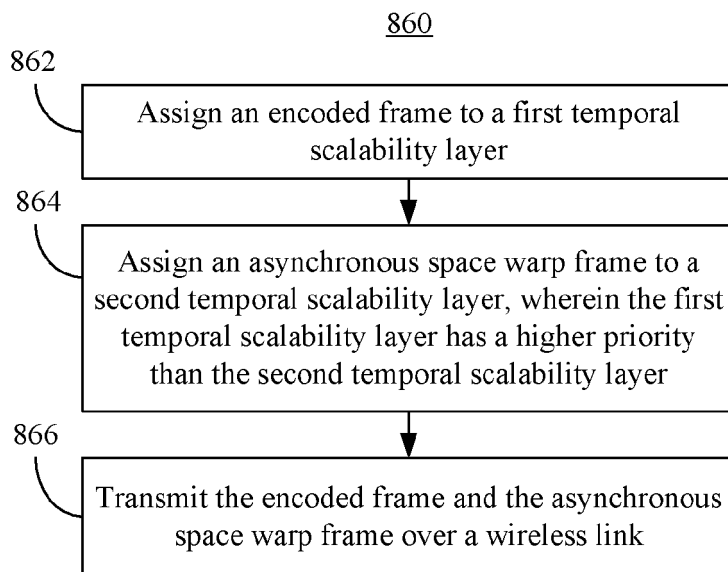 860
862
Assign an encoded frame to a first temporal
scalability layer
864
Assign an asynchronous space warp frame to a
second temporal scalability layer, wherein the first
temporal scalability layer has a higher priority
than the second temporal scalability layer
866
Transmit the encoded frame and the asynchronous
space warp frame over a wireless link